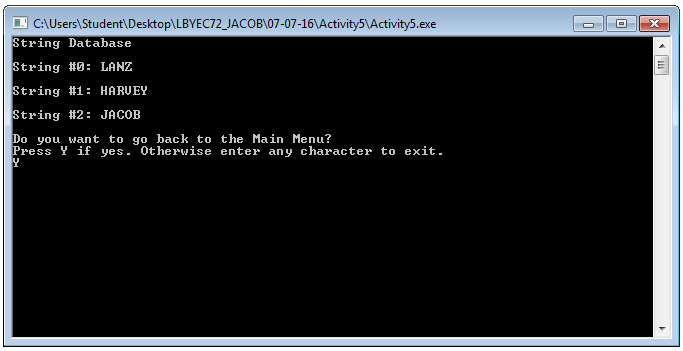 C:\Users\Student\Desktop\LBYEC72_JACOB\07-07-16\Activity5\Activity5.exe
String Database
String #0: LANZ
String #1: HARVEY
String #2: JACOB
Do you want to go back to the Main Menu?
Press Y if yes. Otherwise enter any character to exit.
Y